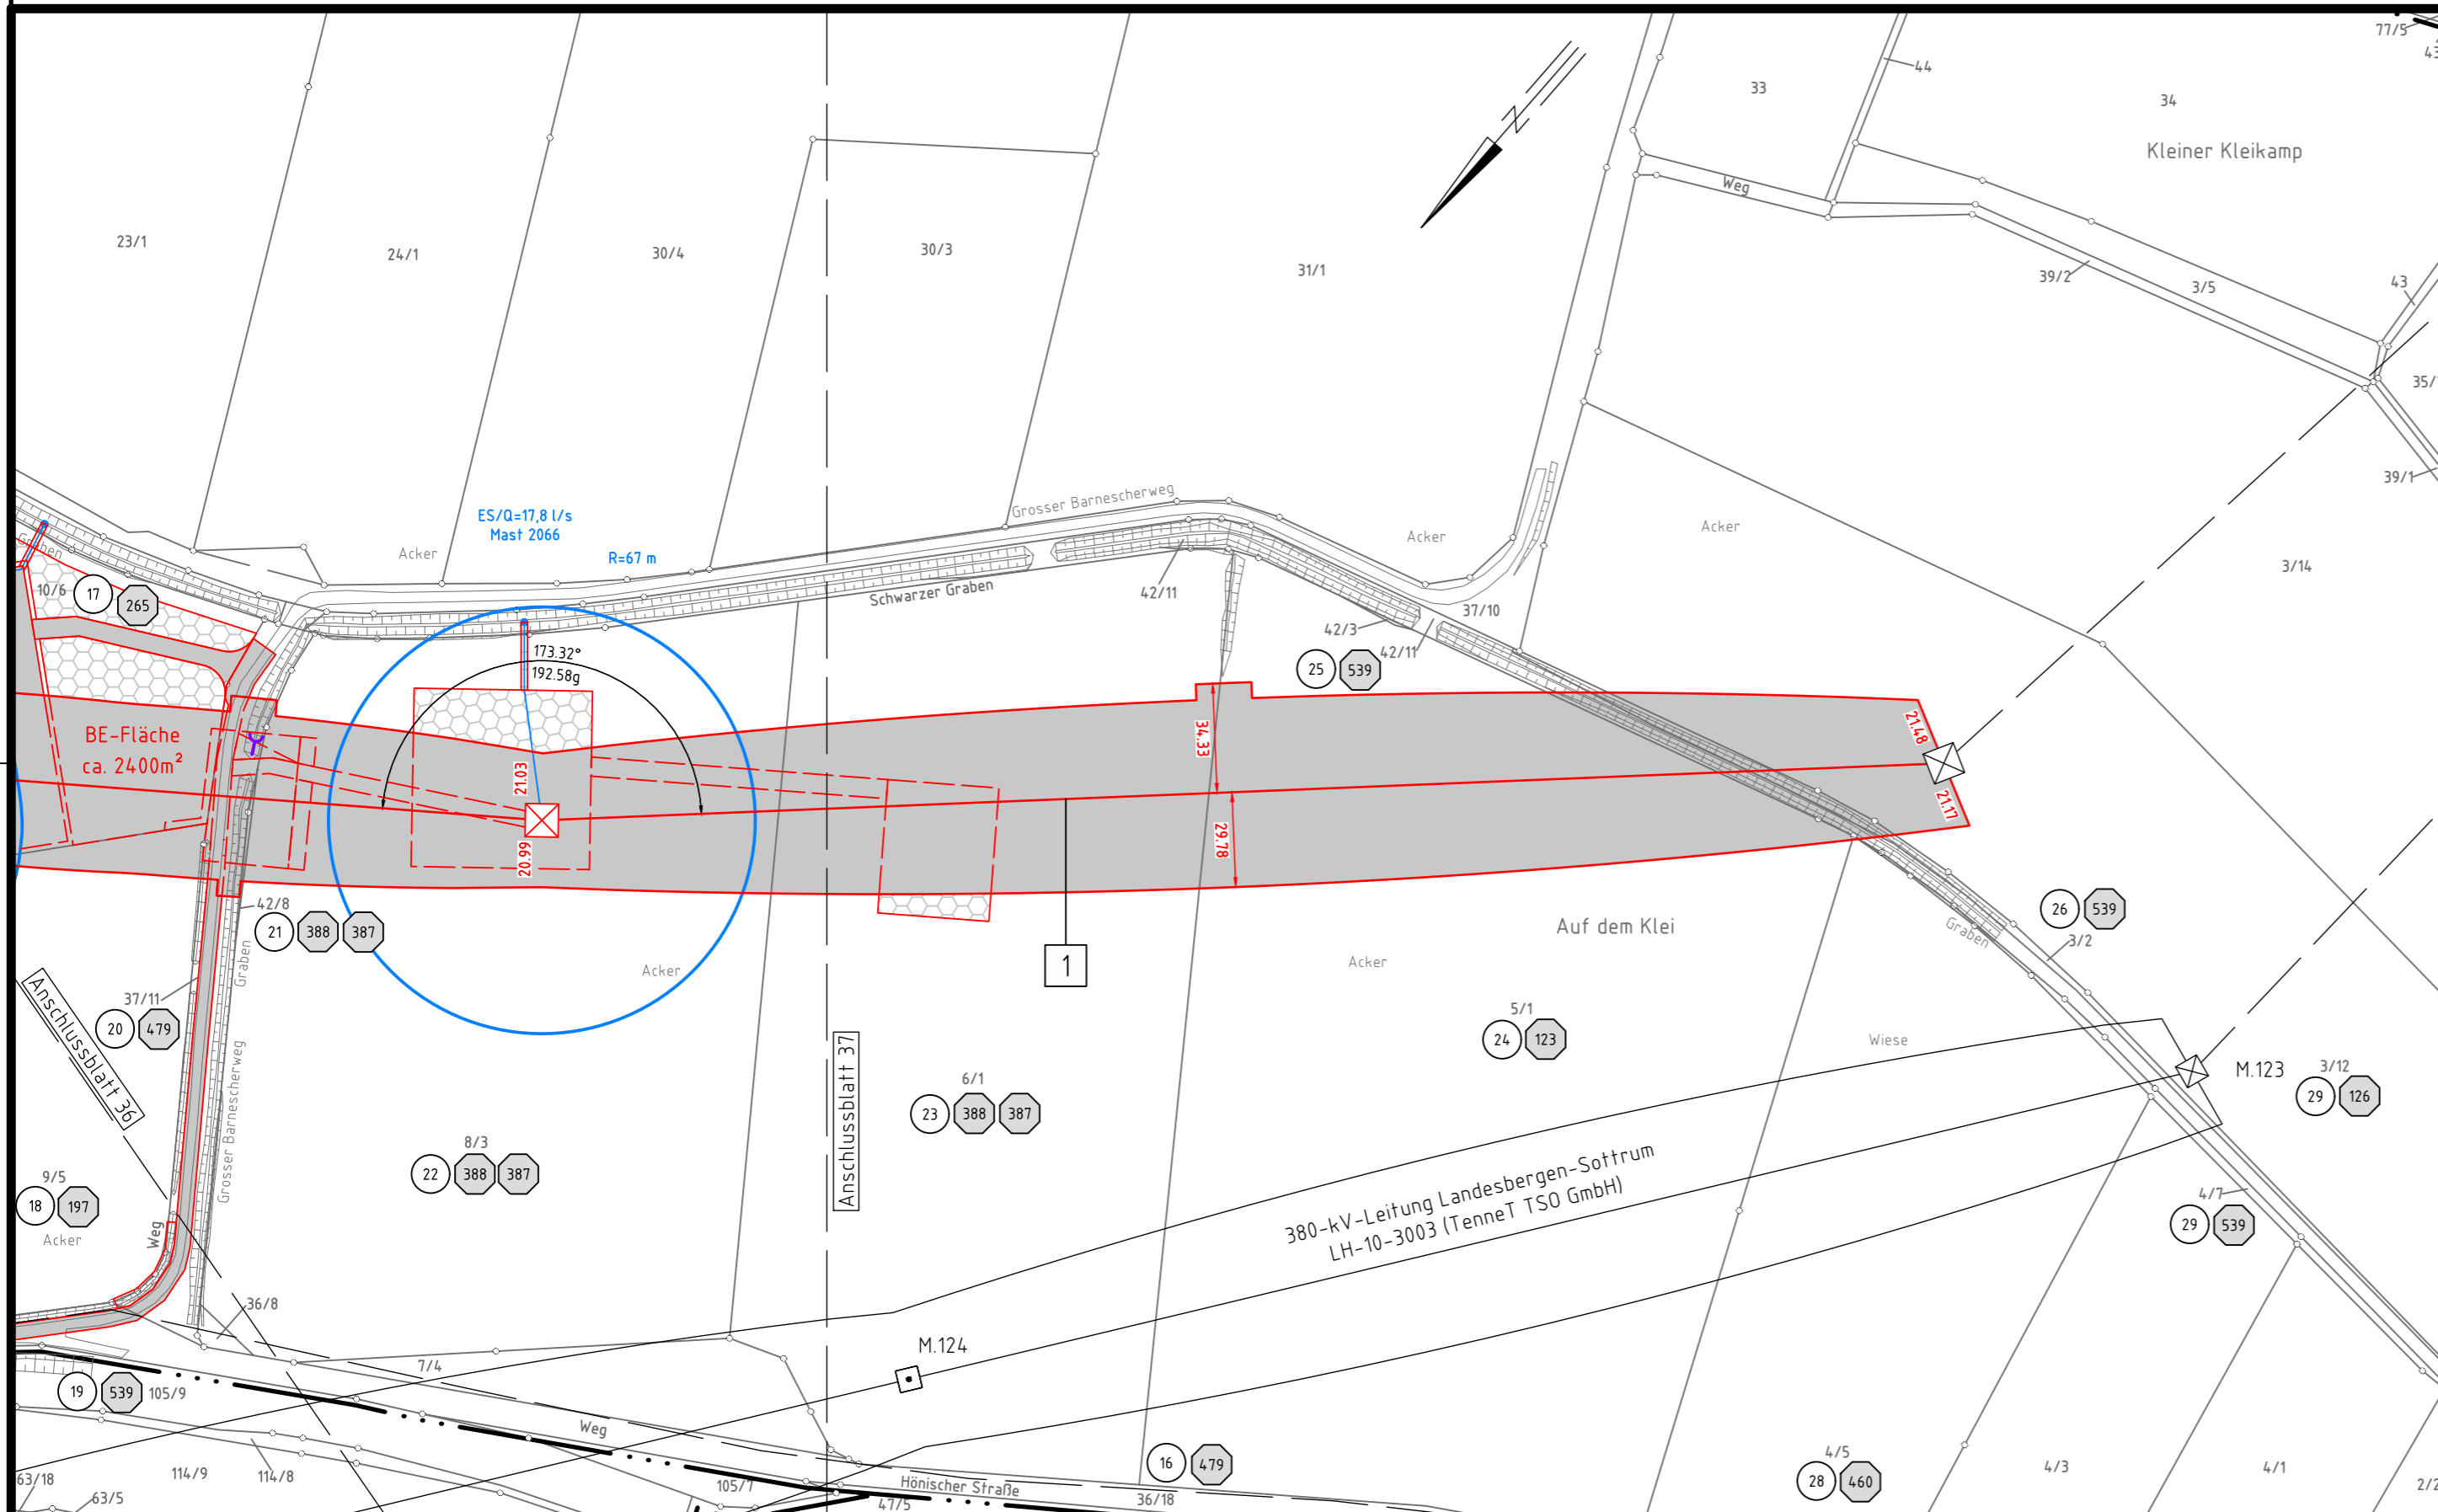 77/5
44
33
34
Kleiner Kleikamp
Weg
N
23/1
24/1
30/4
30/3
31/1
39/2
3/5
43
39/1
Grosser Barnescherweg
ES/Q=17,8 l/s
Mast 2066
R=67 m
Acker
Acker
Acker
Graben
10/6
17
265
Schwarzer Graben
42/11
3/14
37/10
42/3
42/11
25
539
173.32°
192.58g
BE-Fläche
ca. 2400m²
21.03
20.99
34.33
29.78
21.48
21.17
42/8
21
388
387
Graben
Acker
1
Auf dem Klei
Acker
Graben
26
539
3/2
Anschlussblatt 36
37/11
20
479
Grosser Barnescherweg
Anschlussblatt 37
5/1
24
123
Wiese
M.123
3/12
29
126
6/1
23
388
387
8/3
22
388
387
9/5
18
197
Acker
Weg
380-kV-Leitung Landesbergen-Sottrum
LH-10-3003 (TenneT TSO GmbH)
4/7
29
539
36/8
7/4
M.124
19
539
105/9
Weg
114/9
114/8
63/18
63/5
105/7
47/5
Hönischer Straße
16
479
36/18
4/5
28
460
4/3
4/1